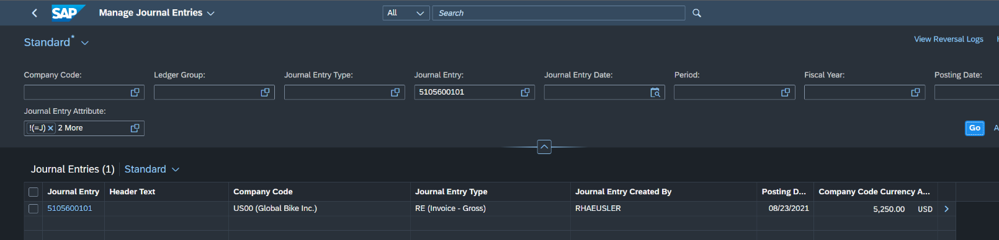 SAP Manage Journal Entries All Search
Standard* View Reversal Logs
Company Code: Ledger Group: Journal Entry Type: Journal Entry: Journal Entry Date: Period: Fiscal Year: Posting Date:
5105600101
Journal Entry Attribute:
!(=J) 2 More Go
Journal Entries (1) Standard
Journal Entry Header Text Company Code Journal Entry Type Journal Entry Created By Posting D... Company Code Currency A...
5105600101 US00 (Global Bike Inc.) RE (Invoice - Gross) RHAEUSLER 08/23/2021 5,250.00 USD